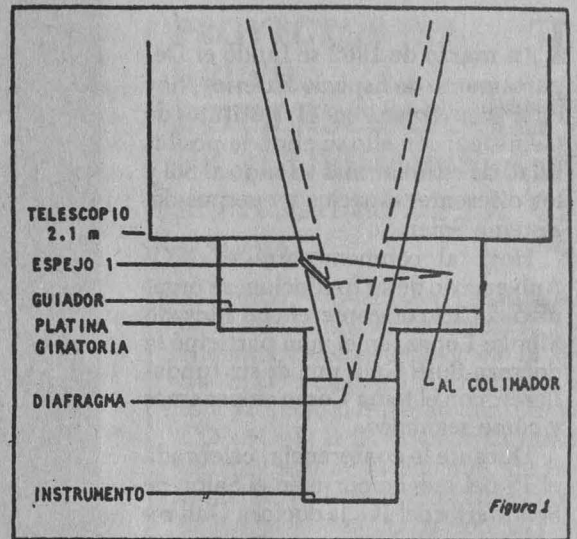 TELESCOPIO
2.1 m
ESPEJO 1
GUIADOR
PLATINA
GIRATORIA
DIAFRAGMA
AL COLIMADOR
INSTRUMENTO
Figura 1